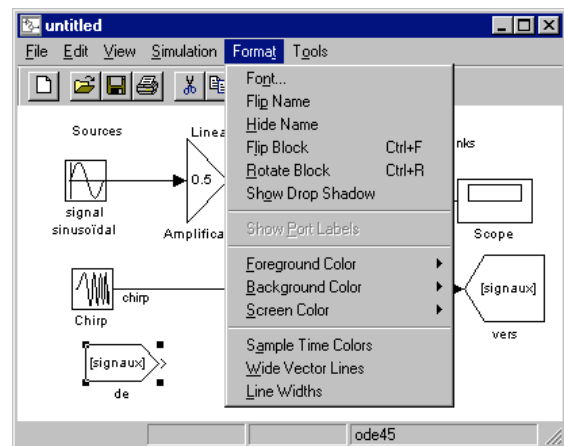 untitled
File Edit View Simulation Format Tools
Font...
Flip Name
Hide Name
Flip Block Ctrl+F
Rotate Block Ctrl+R
Show Drop Shadow
Show Port Labels
Foreground Color
Background Color
Screen Color
Sample Time Colors
Wide Vector Lines
Line Widths
Sources
Linea
nks
0.5
signal
sinusoïdal
Amplifica
Scope
chirp
Chirp
[signaux]
vers
[signaux]
de
ode45